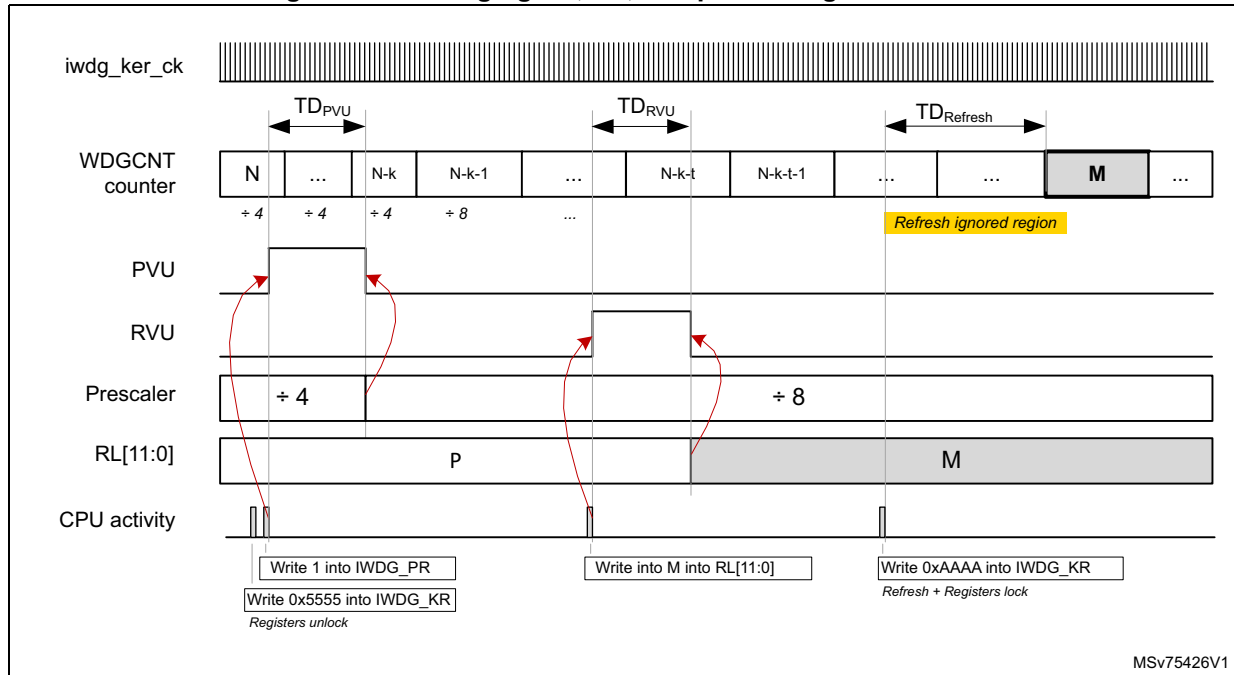 iwdg_ker_ck
TDPVU
TDRVU
TDRefresh
WDGCNT
counter
N
...
N-k
N-k-1
...
N-k-t
N-k-t-1
...
...
M
...
÷ 4
÷ 4
÷ 4
÷ 8
...
Refresh ignored region
PVU
RVU
Prescaler
÷ 4
÷ 8
RL[11:0]
P
M
CPU activity
Write 1 into IWDG_PR
Write into M into RL[11:0]
Write 0xAAAA into IWDG_KR
Refresh + Registers lock
Write 0x5555 into IWDG_KR
Registers unlock
MSv75426V1